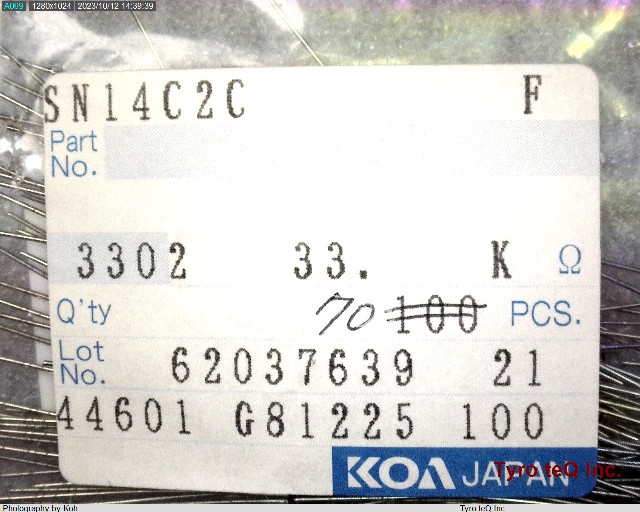 A069 1280x1024 2023/10/12 14:39:39
SN14C2C F
Part No.
3302 33. K Ω
Q'ty 70 100 PCS.
Lot No. 62037639 21
44601 G81225 100
KOA JAPAN
Tyro teQ Inc.
Photography by Koh Tyro teQ Inc